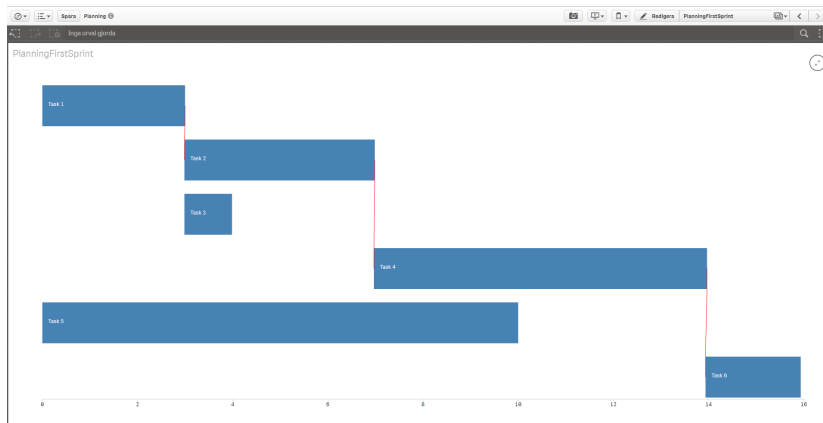 Spara Planning Redigera PlanningFirstSprint
Inga urval gjorda
PlanningFirstSprint
Task 1
Task 2
Task 3
Task 4
Task 5
Task 6
0 2 4 6 8 10 12 14 16